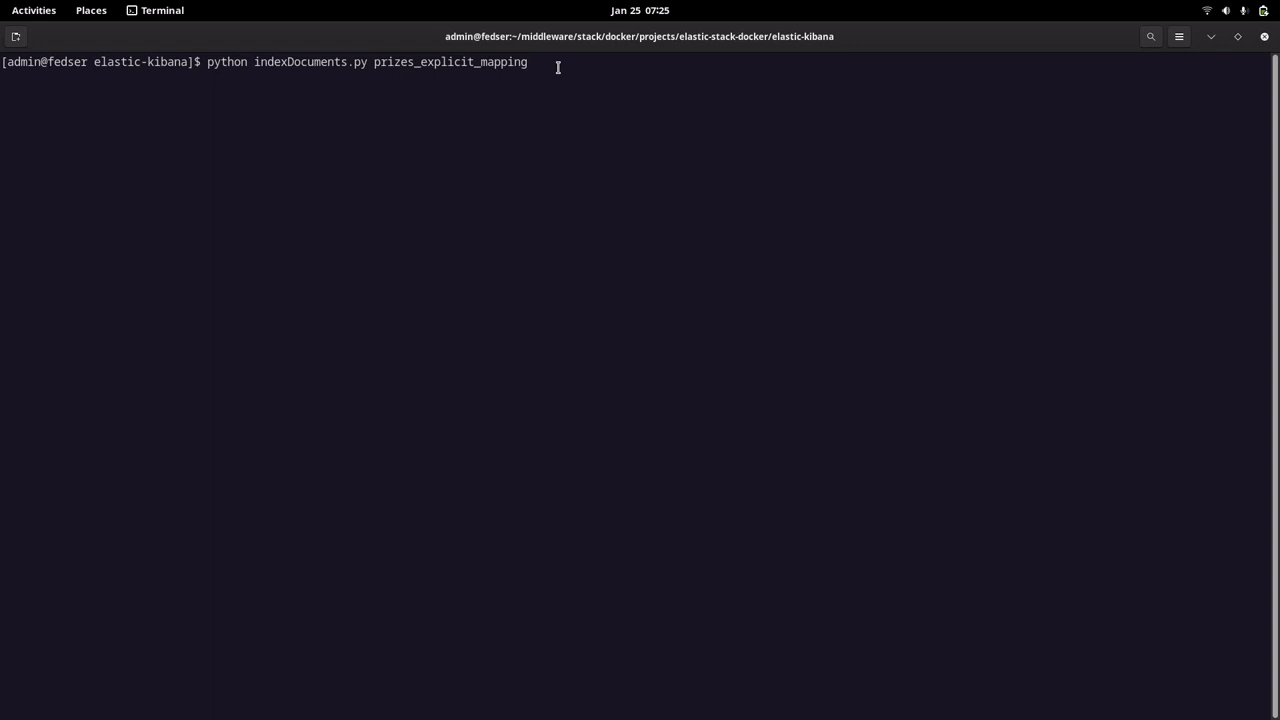 Activities Places Terminal Jan 25 07:25
admin@fedser:~/middleware/stack/docker/projects/elastic-stack-docker/elastic-kibana
[admin@fedser elastic-kibana]$ python indexDocuments.py prizes_explicit_mapping